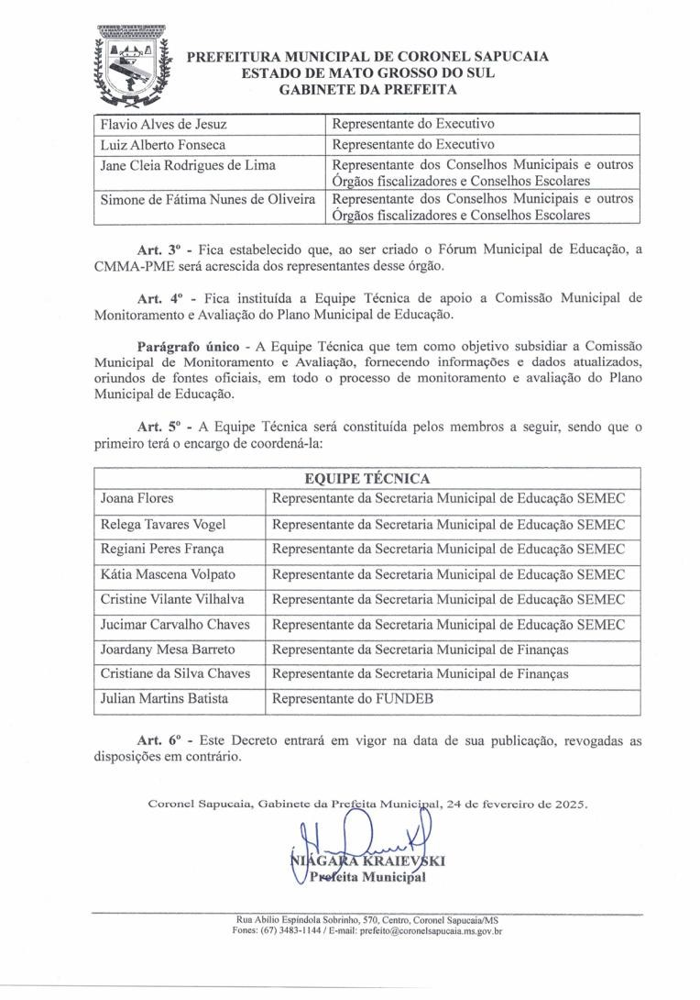 PREFEITURA MUNICIPAL DE CORONEL SAPUCAIA
ESTADO DE MATO GROSSO DO SUL
GABINETE DA PREFEITA
Flavio Alves de Jesuz Representante do Executivo
Luiz Alberto Fonseca Representante do Executivo
Jane Cleia Rodrigues de Lima Representante dos Conselhos Municipais e outros
Órgãos fiscalizadores e Conselhos Escolares
Simone de Fátima Nunes de Oliveira Representante dos Conselhos Municipais e outros
Órgãos fiscalizadores e Conselhos Escolares
Art. 3º - Fica estabelecido que, ao ser criado o Fórum Municipal de Educação, a
CMMA-PME será acrescida dos representantes desse órgão.
Art. 4º - Fica instituída a Equipe Técnica de apoio a Comissão Municipal de
Monitoramento e Avaliação do Plano Municipal de Educação.
Parágrafo único - A Equipe Técnica que tem como objetivo subsidiar a Comissão
Municipal de Monitoramento e Avaliação, fornecendo informações e dados atualizados,
oriundos de fontes oficiais, em todo o processo de monitoramento e avaliação do Plano
Municipal de Educação.
Art. 5º - A Equipe Técnica será constituída pelos membros a seguir, sendo que o
primeiro terá o encargo de coordená-la:
EQUIPE TÉCNICA
Joana Flores Representante da Secretaria Municipal de Educação SEMEC
Relega Tavares Vogel Representante da Secretaria Municipal de Educação SEMEC
Regiani Peres França Representante da Secretaria Municipal de Educação SEMEC
Kátia Mascena Volpato Representante da Secretaria Municipal de Educação SEMEC
Cristine Vilante Vilhalva Representante da Secretaria Municipal de Educação SEMEC
Jucimar Carvalho Chaves Representante da Secretaria Municipal de Educação SEMEC
Joardany Mesa Barreto Representante da Secretaria Municipal de Finanças
Cristiane da Silva Chaves Representante da Secretaria Municipal de Finanças
Julian Martins Batista Representante do FUNDEB
Art. 6º - Este Decreto entrará em vigor na data de sua publicação, revogadas as
disposições em contrário.
Coronel Sapucaia, Gabinete da Prefeita Municipal, 24 de fevereiro de 2025.
NIÁGARA KRAIEVSKI
Prefeita Municipal
Rua Abílio Espíndola Sobrinho, 570, Centro, Coronel Sapucaia/MS
Fones: (67) 3483-1144 / E-mail: prefeito@coronelsapucaia.ms.gov.br